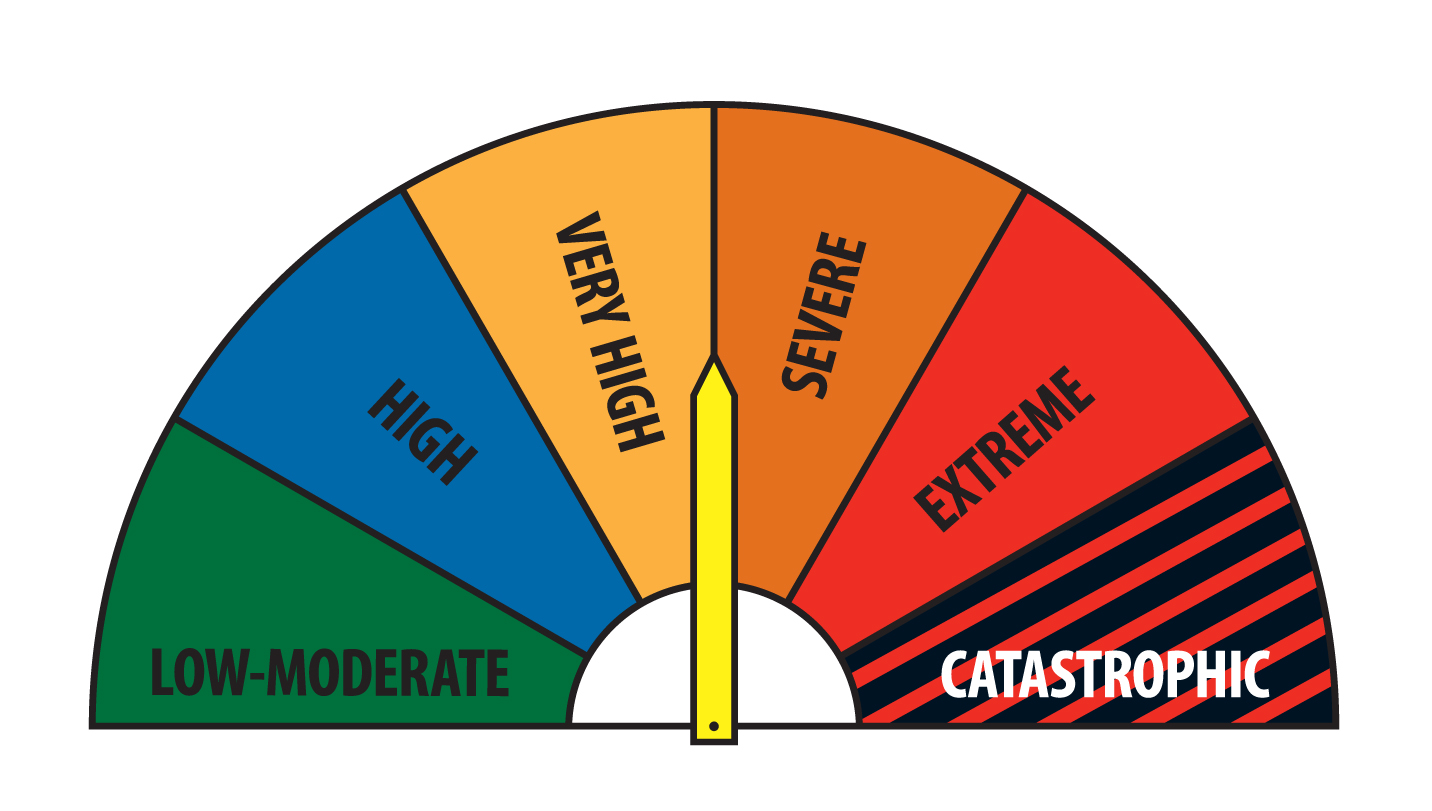 LOW-MODERATE
HIGH
VERY HIGH
SEVERE
EXTREME
CATASTROPHIC